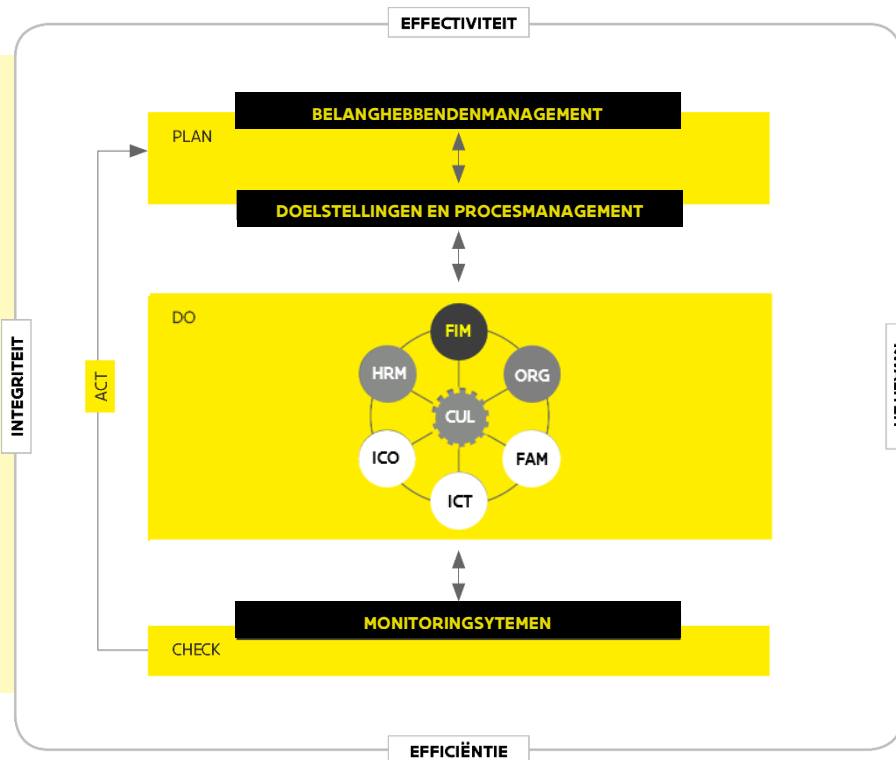 EFFECTIVITEIT
BELANGHEBBENDENMANAGEMENT
PLAN
DOELSTELLINGEN EN PROCESMANAGEMENT
DO
FIM
HRM
ORG
CUL
ICO
FAM
ICT
INTEGRITEIT
ACT
MONITORINGSYTEMEN
CHECK
EFFICIËNTIE